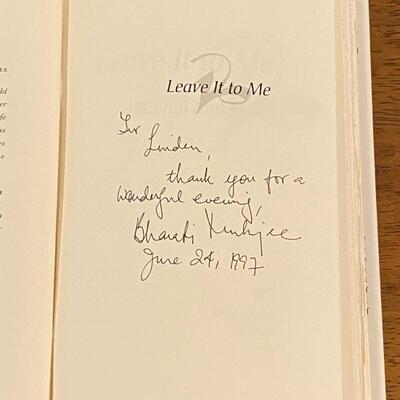 Leave It to Me
For Linden,
thank you for a
wonderful evening,
Bharati Mukherjee
June 24, 1997